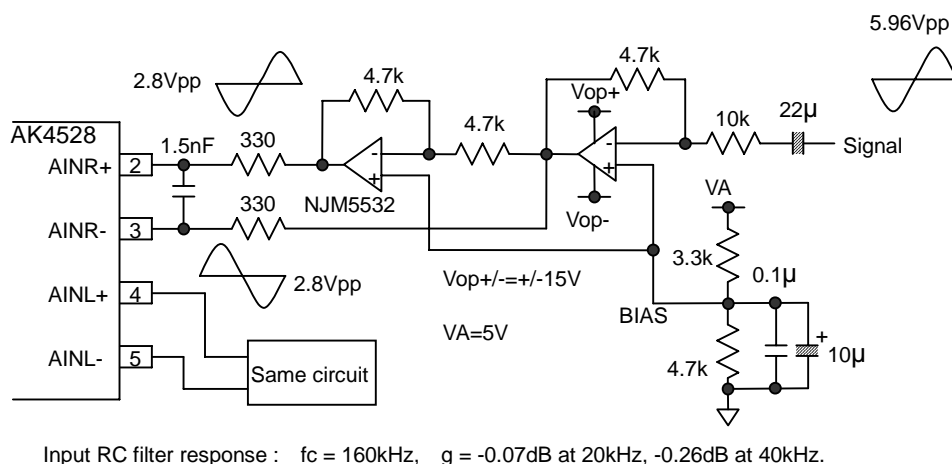 5.96Vpp
4.7k
2.8Vpp
4.7k
Vop+
22µ
10k
Signal
AK4528
1.5nF
330
4.7k
AINR+
2
-
+
-
+
NJM5532
VA
330
Vop-
AINR-
3
3.3k
0.1µ
Vop+/-=+/-15V
2.8Vpp
AINL+
4
BIAS
VA=5V
+
AINL-
5
4.7k
10µ
Same circuit
Input RC filter response : fc = 160kHz, g = -0.07dB at 20kHz, -0.26dB at 40kHz.